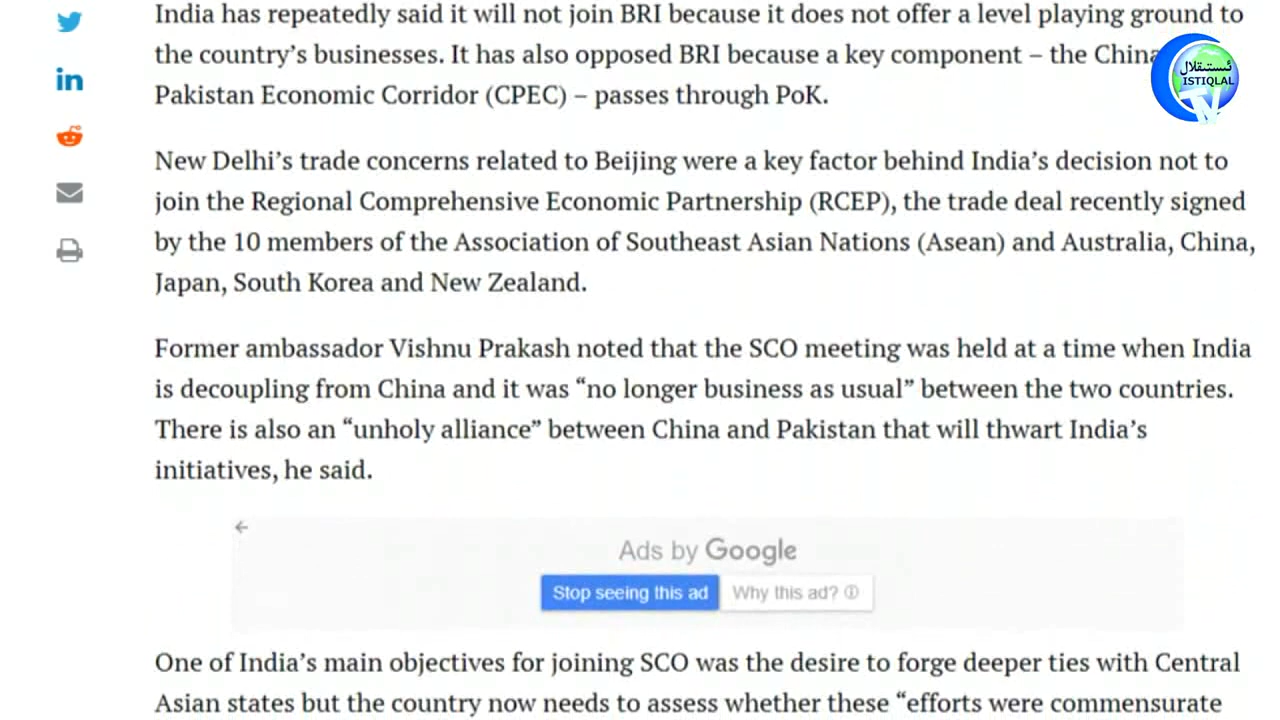 India has repeatedly said it will not join BRI because it does not offer a level playing ground to
the country’s businesses. It has also opposed BRI because a key component – the China
Pakistan Economic Corridor (CPEC) – passes through PoK.
ئىستىقلال
ISTIQLAL
TV
New Delhi’s trade concerns related to Beijing were a key factor behind India’s decision not to
join the Regional Comprehensive Economic Partnership (RCEP), the trade deal recently signed
by the 10 members of the Association of Southeast Asian Nations (Asean) and Australia, China,
Japan, South Korea and New Zealand.
Former ambassador Vishnu Prakash noted that the SCO meeting was held at a time when India
is decoupling from China and it was “no longer business as usual” between the two countries.
There is also an “unholy alliance” between China and Pakistan that will thwart India’s
initiatives, he said.
Ads by Google
Stop seeing this ad
Why this ad?
One of India’s main objectives for joining SCO was the desire to forge deeper ties with Central
Asian states but the country now needs to assess whether these “efforts were commensurate